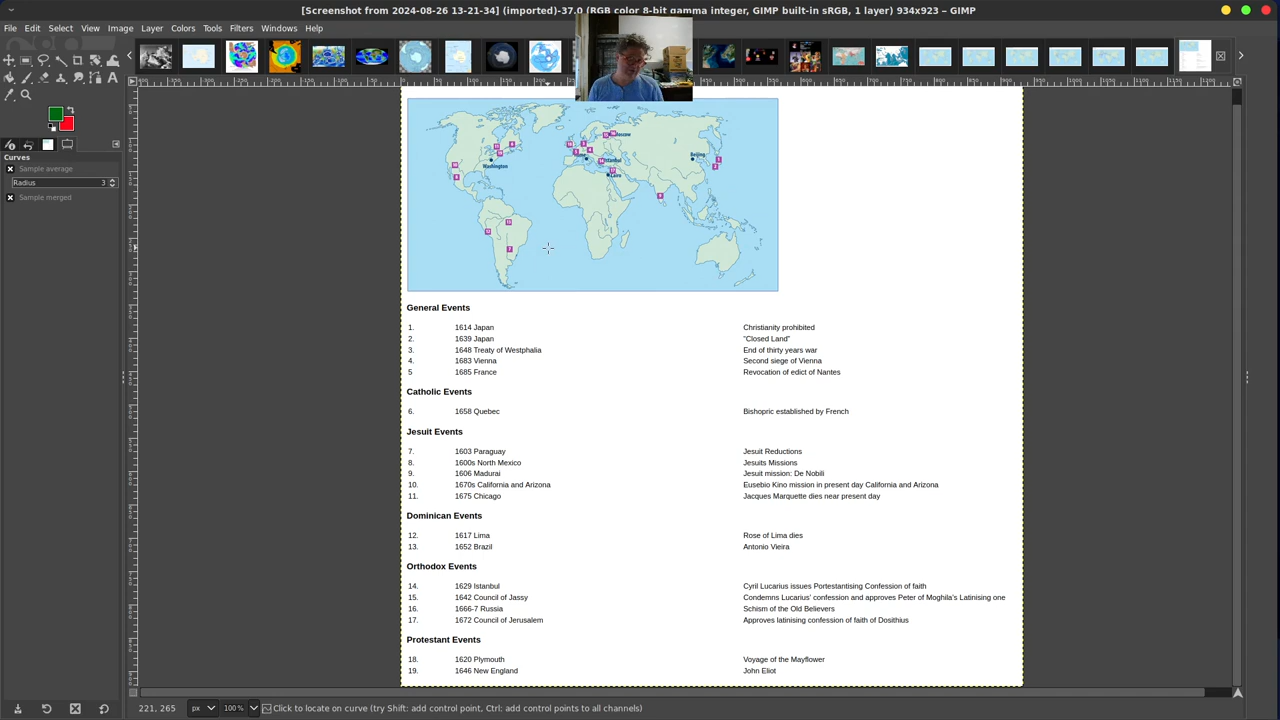 [Screenshot from 2024-08-26 (imported)-37.0 (RGB color 8-bit gamma integer, GIMP
File Edit Select View Image Layer Colors Tools Filters Windows Help
Curves
Sample average
Radius 3
Sample merged
Moscow
Beijing
Istanbul
Washington
Cairo
General Events
1. 1614 Japan Christianity prohibited
2. 1639 Japan "Closed Land"
3. 1648 Treaty of Westphalia End of thirty years war
4. 1683 Vienna Second siege of Vienna
5 1685 France Revocation of edict of Nantes
Catholic Events
6. 1658 Quebec Bishopric established by French
Jesuit Events
7. 1603 Paraguay Jesuit Reductions
8. 1600s North Mexico Jesuits Missions
9. 1606 Madurai Jesuit mission: De Nobili
10. 1670s California and Arizona Eusebio Kino mission in present day California and Arizona
11. 1675 Chicago Jacques Marquette dies near present day
Dominican Events
12. 1617 Lima Rose of Lima dies
13. 1652 Brazil Antonio Vieira
Orthodox Events
14. 1629 Istanbul Cyril Lucarius issues Portestantising Confession of faith
15. 1642 Council of Jassy Condemns Lucarius' confession and approves Peter of Moghila's Latinising one
16. 1666-7 Russia Schism of the Old Believers
17. 1672 Council of Jerusalem Approves latinising confession of faith of Dosithius
Protestant Events
18. 1620 Plymouth Voyage of the Mayflower
19. 1646 New England John Eliot
221, 265 px 100% Click to locate on curve (try Shift: add control point, Ctrl: add control points to all channels)